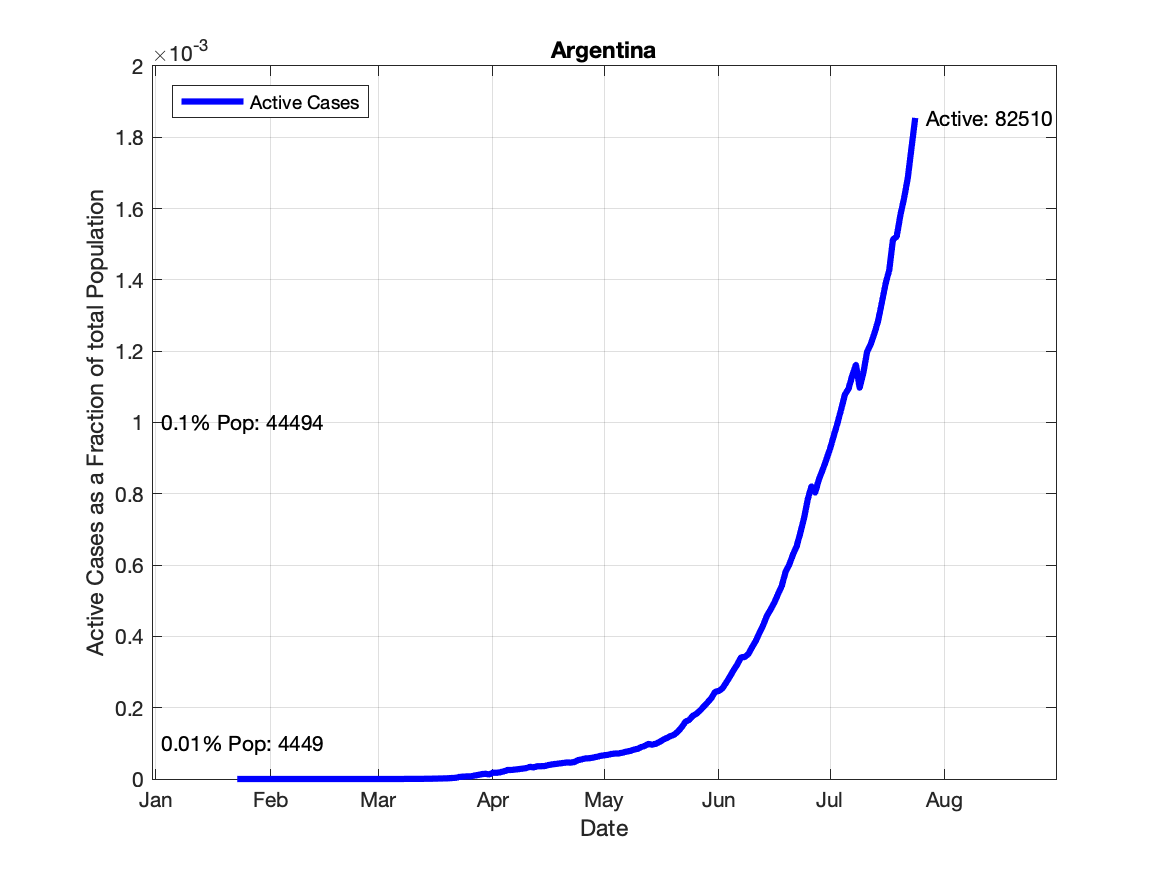 Argentina
×10-3
Active Cases
Active: 82510
2
1.8
1.6
1.4
1.2
1
0.8
0.6
0.4
0.2
0
0.1% Pop: 44494
0.01% Pop: 4449
Active Cases as a Fraction of total Population
Jan Feb Mar Apr May Jun Jul Aug
Date